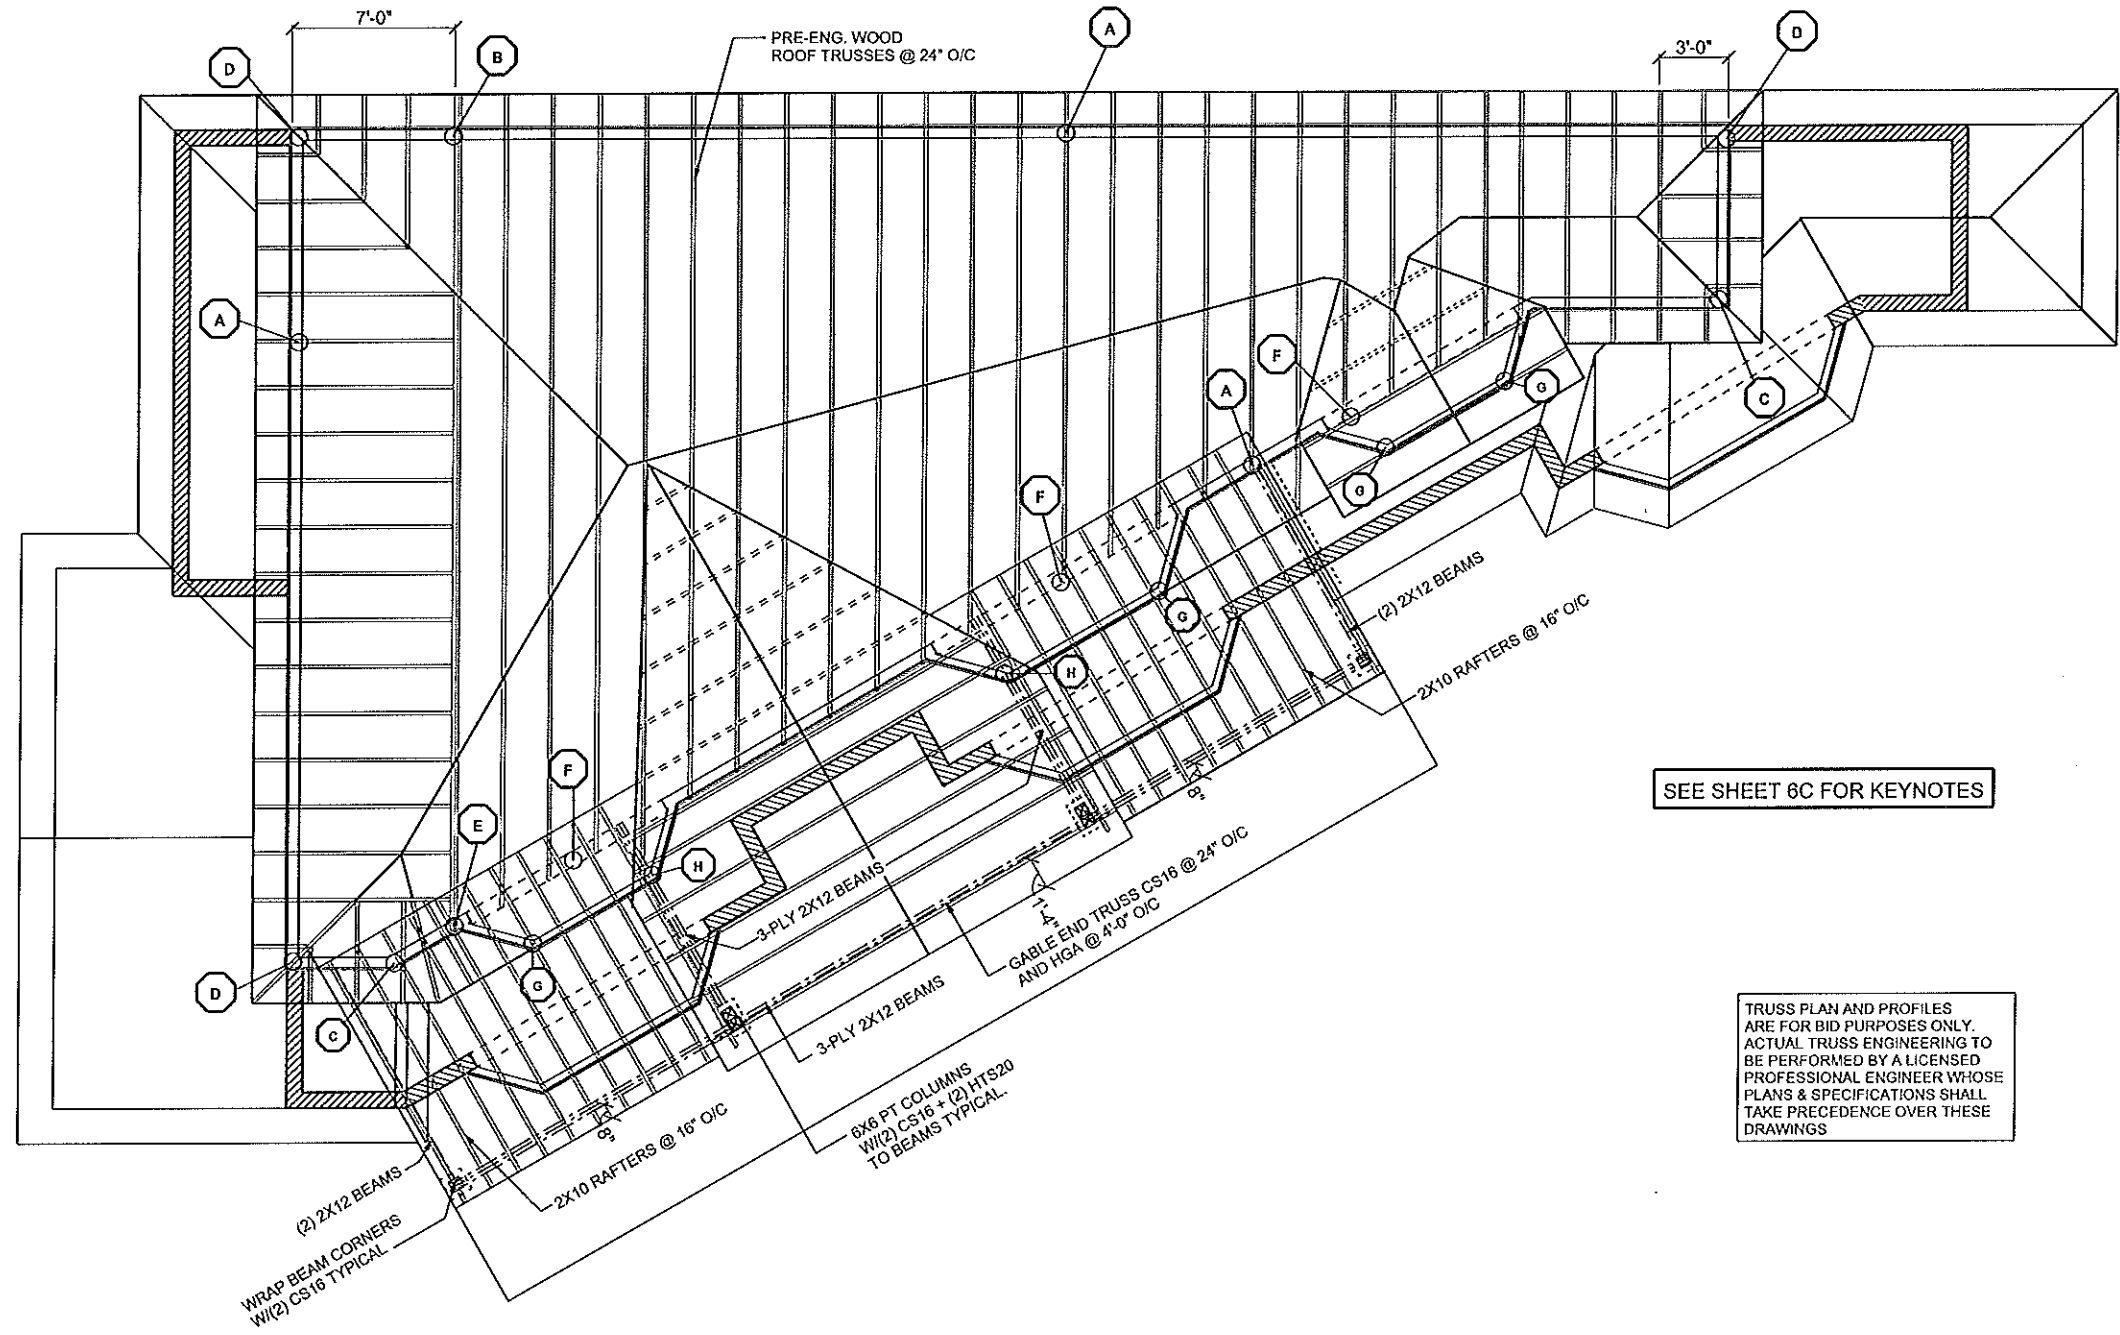 7'-0"
PRE-ENG. WOOD
ROOF TRUSSES @ 24" O/C
A
D
3'-0"
B
D
A
F
A
G
C
G
F
(2) 2X12 BEAMS
G
2X10 RAFTERS @ 16" O/C
H
F
SEE SHEET 6C FOR KEYNOTES
8"
E
H
3-PLY 2X12 BEAMS
GABLE END TRUSS CS16 @ 24" O/C
AND HGA @ 4'-0" O/C
1'-4"
G
D
3-PLY 2X12 BEAMS
C
TRUSS PLAN AND PROFILES
ARE FOR BID PURPOSES ONLY.
ACTUAL TRUSS ENGINEERING TO
BE PERFORMED BY A LICENSED
PROFESSIONAL ENGINEER WHOSE
PLANS & SPECIFICATIONS SHALL
TAKE PRECEDENCE OVER THESE
DRAWINGS
6X6 PT COLUMNS
W/(2) CS16 + (2) HTS20
TO BEAMS TYPICAL.
8"
2X10 RAFTERS @ 16" O/C
(2) 2X12 BEAMS
WRAP BEAM CORNERS
W/(2) CS16 TYPICAL